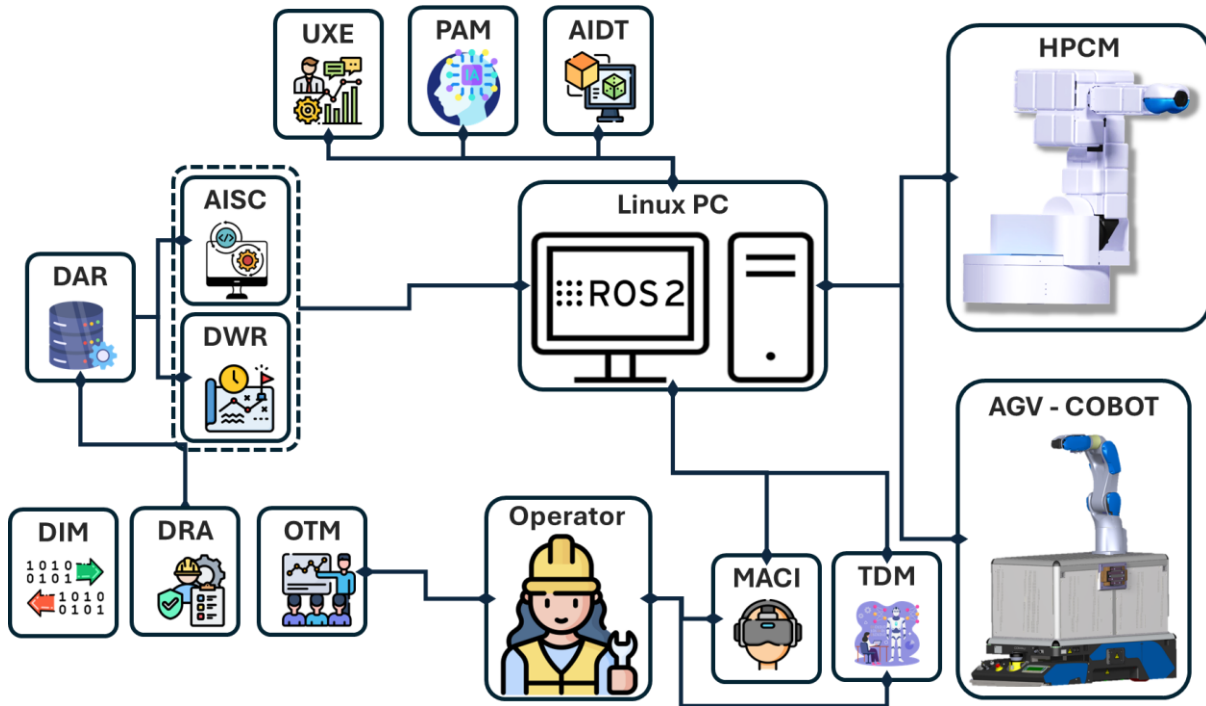 UXE
PAM
IA
AIDT
HPCM
AISC
</>
Linux PC
ROS 2
DAR
DWR
AGV - COBOT
DIM
1010
0101
1010
0101
DRA
OTM
Operator
MACI
TDM